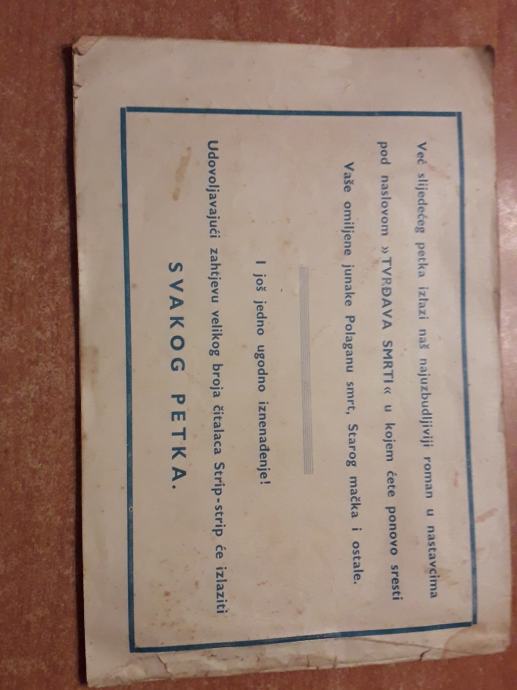 Već slijedećeg petka izlazi naš najuzbudljiviji roman u nastavcima
pod naslovom »TVRĐAVA SMRTI« u kojem ćete ponovo sresti
Vaše omiljene junake Polaganu smrt, Starog mačka i ostale.
I još jedno ugodno iznenađenje!
Udovoljavajući zahtjevu velikog broja čitalaca Strip-strip će izlaziti
SVAKOG PETKA.